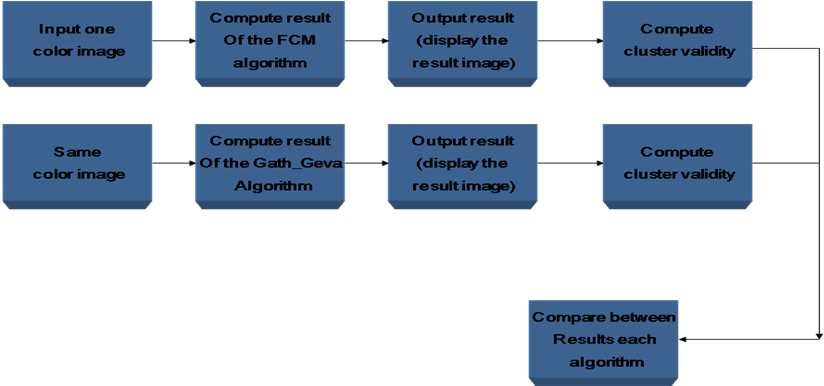 Input one
color image
Compute result
Of the FCM
algorithm
Output result
(display the
result image)
Compute
cluster validity
Same
color image
Compute result
Of the Gath_Geva
Algorithm
Output result
(display the
result image)
Compute
cluster validity
Compare between
Results each
algorithm